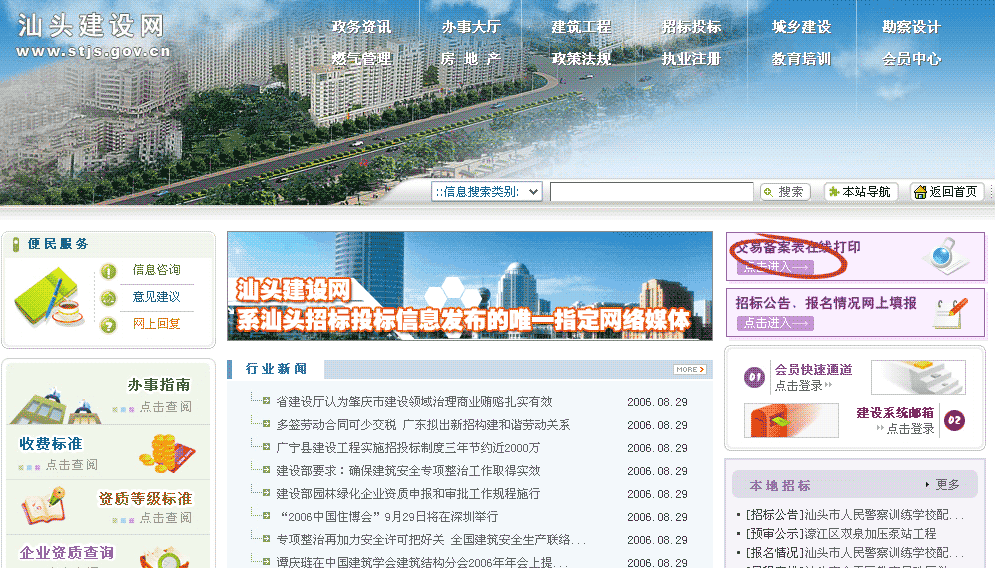 汕头建设网
www.stjs.gov.cn
政务资讯 办事大厅 建筑工程 招标投标 城乡建设 勘察设计
燃气管理 房 地 产 政策法规 执业注册 教育培训 会员中心
::信息搜索类别: 搜索 本站导航 返回首页
便民服务
信息咨询
意见建议
网上回复
办事指南
点击查阅
收费标准
点击查阅
资质等级标准
点击查阅
企业资质查询
汕头建设网
系汕头招标投标信息发布的唯一指定网络媒体
行业新闻 MORE
省建设厅认为肇庆市建设领域治理商业贿赂扎实有效 2006.08.29
多签劳动合同可少交税 广东拟出新招构建和谐劳动关系 2006.08.29
广宁县建设工程实施招投标制度三年节约近2000万 2006.08.29
建设部要求：确保建筑安全专项整治工作取得实效 2006.08.29
建设部园林绿化企业资质申报和审批工作规程施行 2006.08.29
“2006中国住博会”9月29日将在深圳举行 2006.08.29
专项整治再加力安全许可把好关 全国建筑安全生产联络... 2006.08.29
谭庆琏在中国建筑学会建筑结构分会2006年年会上提... 2006.08.29
交易备案表在线打印
点击进入
招标公告、报名情况网上填报
点击进入
01 会员快速通道
点击登录
建设系统邮箱 02
点击登录
本地招标 更多
[招标公告]汕头市人民警察训练学校配...
[预审公示]濠江区双泉加压泵站工程
[报名情况]汕头市人民警察训练学校配...